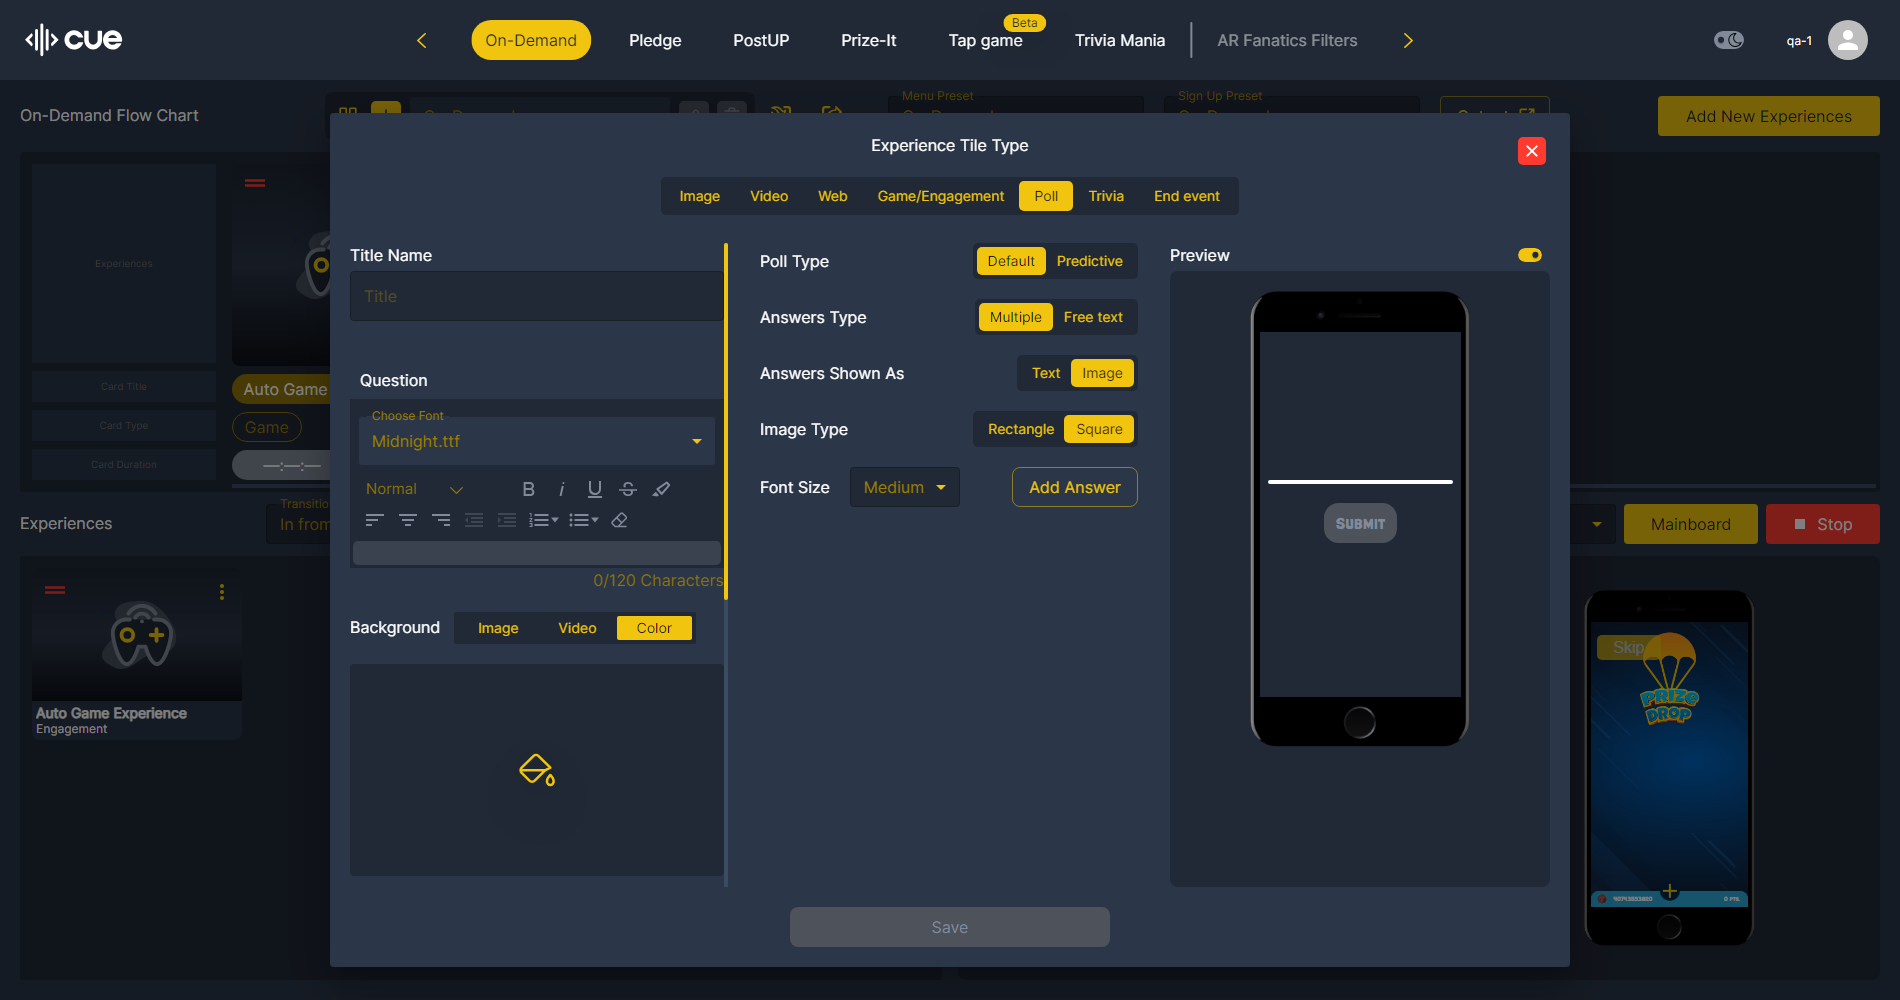 cue
On-Demand
Pledge
PostUP
Prize-It
Beta
Tap game
Trivia Mania
AR Fanatics Filters
qa-1
On-Demand Flow Chart
Menu Preset
Sign Up Preset
Add New Experiences
Experience Tile Type
Image
Video
Web
Game/Engagement
Poll
Trivia
End event
Experiences
Card Title
Card Type
Card Duration
Auto Game
Game
Title Name
Title
Question
Choose Font
Midnight.ttf
Normal
0/120 Characters
Background
Image
Video
Color
Poll Type
Default
Predictive
Answers Type
Multiple
Free text
Answers Shown As
Text
Image
Image Type
Rectangle
Square
Font Size
Medium
Add Answer
Preview
SUBMIT
Save
Experiences
Transitio
In from
Mainboard
Stop
Auto Game Experience
Engagement
Skip
PRIZE
DROP
0 PTS